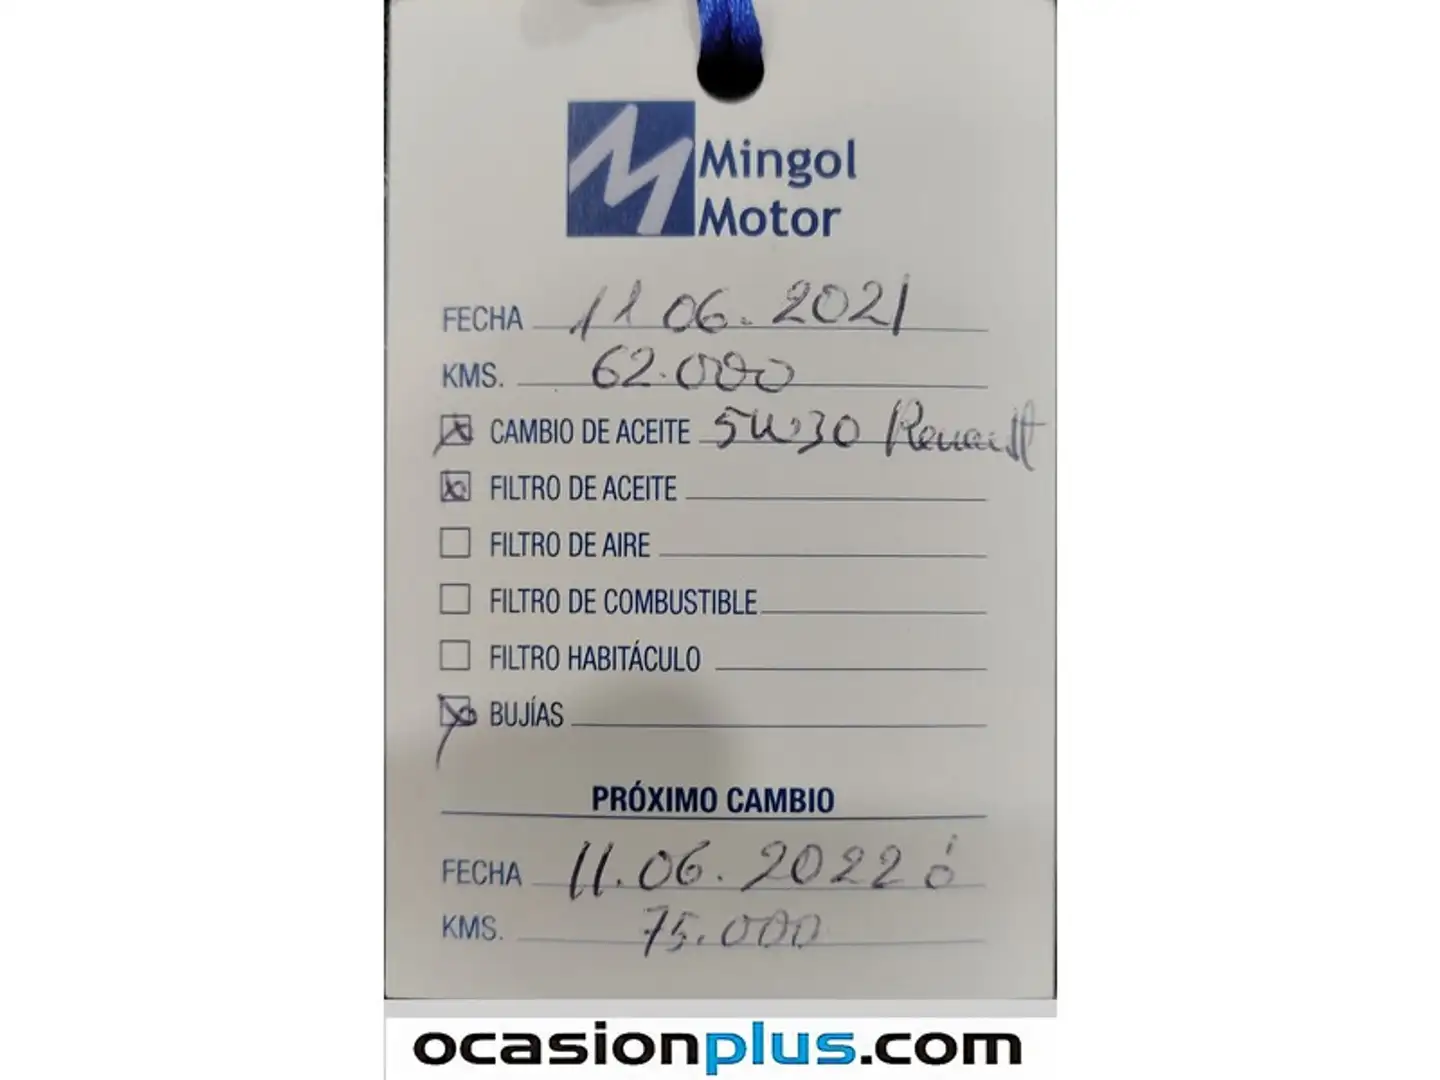 Mingol
Motor
FECHA 11 06. 2021
KMS. 62.000
CAMBIO DE ACEITE 5W30 Renault
FILTRO DE ACEITE
FILTRO DE AIRE
FILTRO DE COMBUSTIBLE
FILTRO HABITÁCULO
BUJÍAS
PRÓXIMO CAMBIO
FECHA 11.06.2022 ó
KMS. 75.000
ocasionplus.com